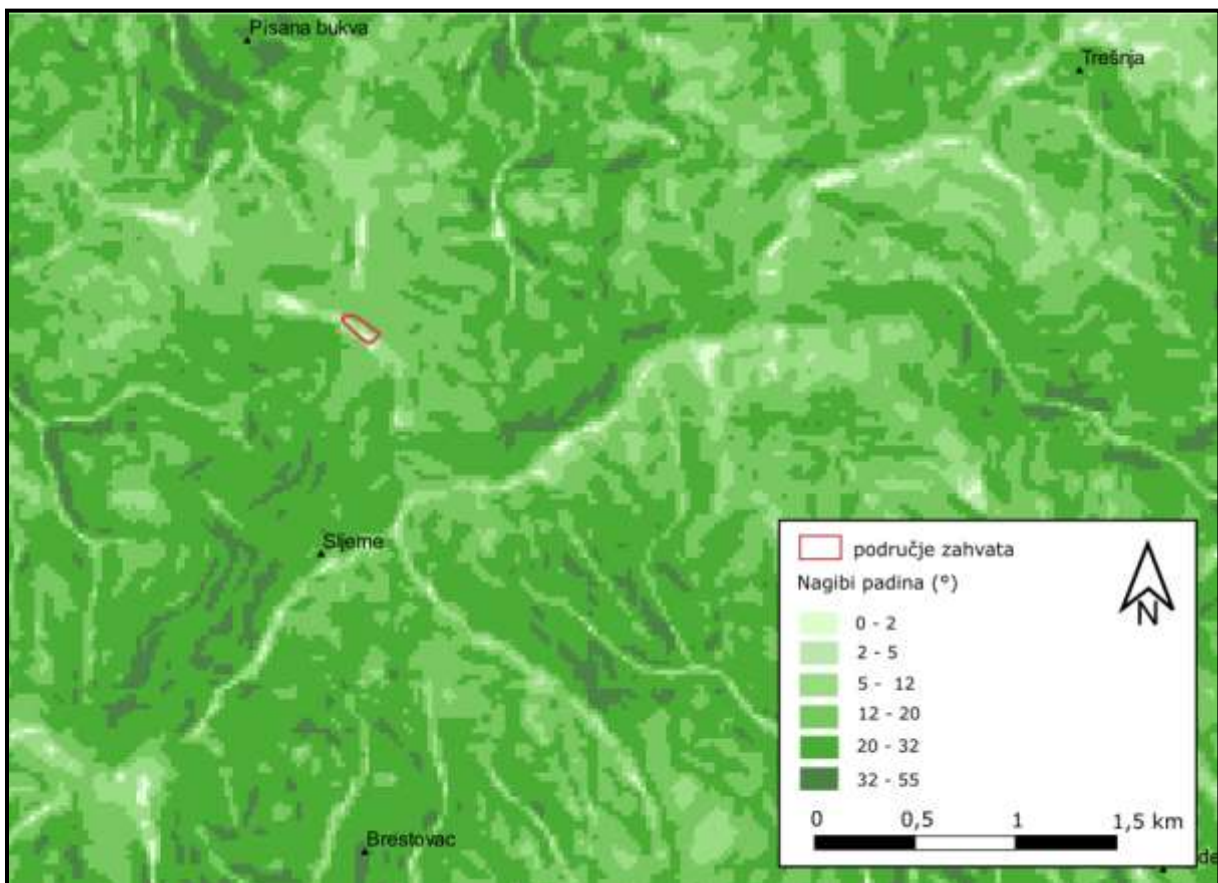 Pisana bukva
Trešnja
Sljeme
Brestovac
područje zahvata
Nagibi padina (°)
0 - 2
2 - 5
5 - 12
12 - 20
20 - 32
32 - 55
N
0 0,5 1 1,5 km
de